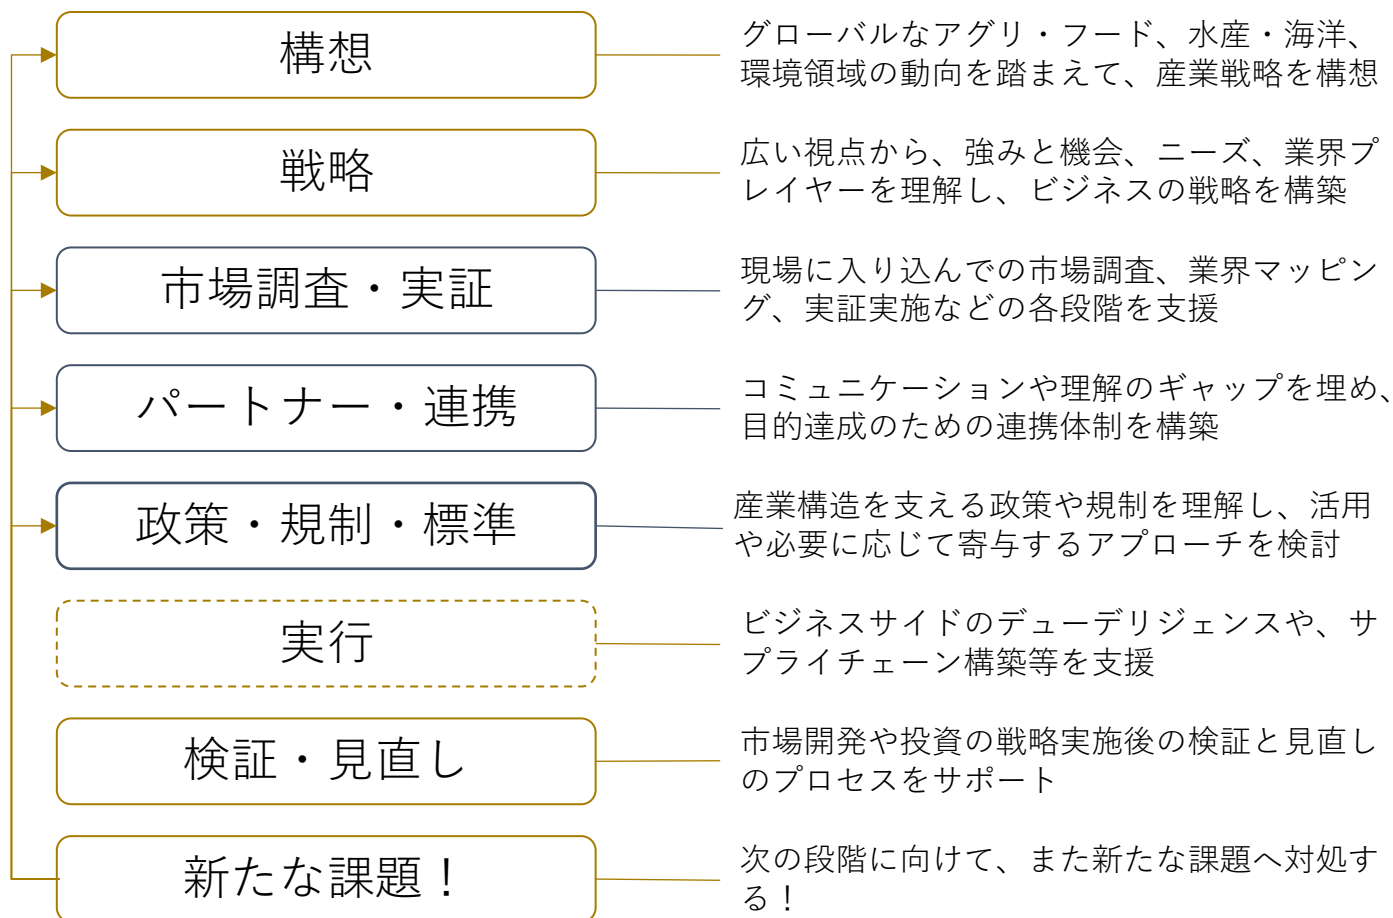 構想
グローバルなアグリ・フード、水産・海洋、
環境領域の動向を踏まえて、産業戦略を構想
戦略
広い視点から、強みと機会、ニーズ、業界プ
レイヤーを理解し、ビジネスの戦略を構築
市場調査・実証
現場に入り込んでの市場調査、業界マッピン
グ、実証実施などの各段階を支援
パートナー・連携
コミュニケーションや理解のギャップを埋め、
目的達成のための連携体制を構築
政策・規制・標準
産業構造を支える政策や規制を理解し、活用
や必要に応じて寄与するアプローチを検討
実行
ビジネスサイドのデューデリジェンスや、サ
プライチェーン構築等を支援
検証・見直し
市場開発や投資の戦略実施後の検証と見直し
のプロセスをサポート
新たな課題！
次の段階に向けて、また新たな課題へ対処す
る！